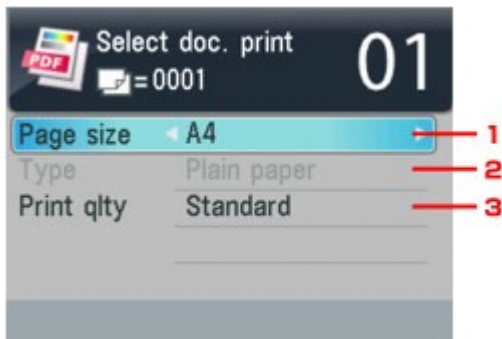 PDF
Select doc. print
=0001
01
Page size A4 1
Type Plain paper 2
Print qlty Standard 3